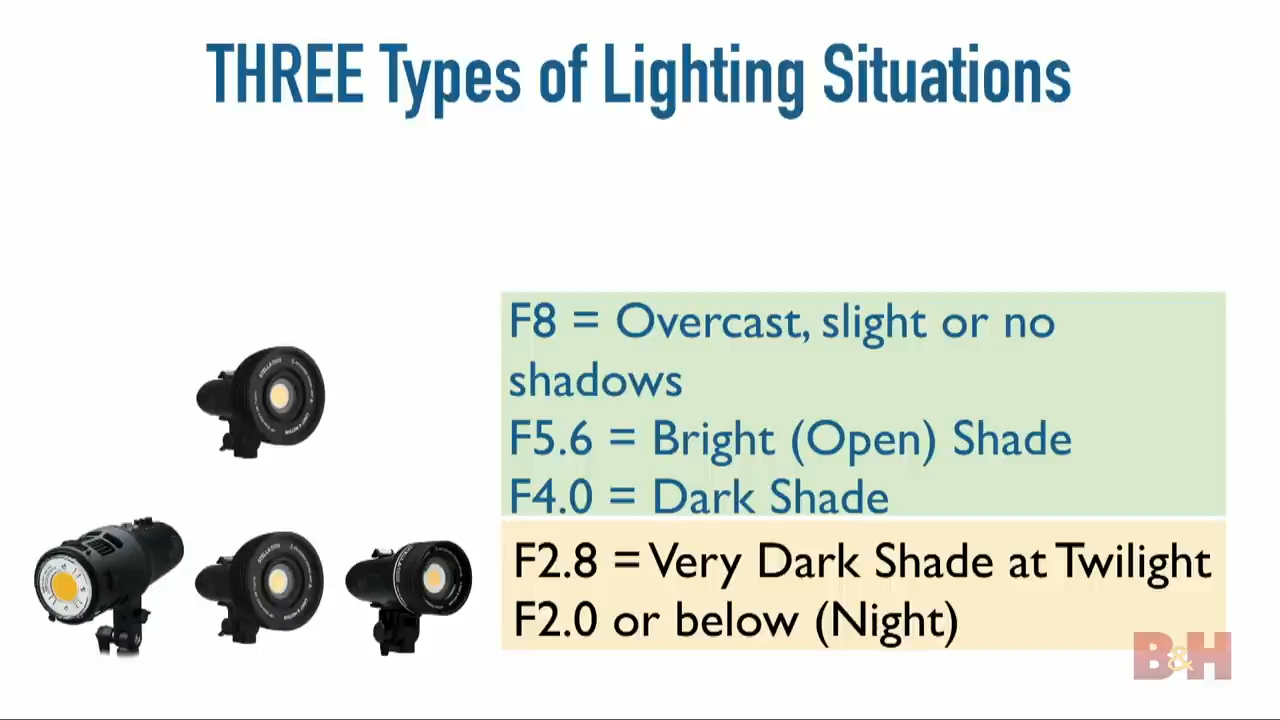 THREE Types of Lighting Situations
F8 = Overcast, slight or no
shadows
F5.6 = Bright (Open) Shade
F4.0 = Dark Shade
F2.8 = Very Dark Shade at Twilight
F2.0 or below (Night)
B&H